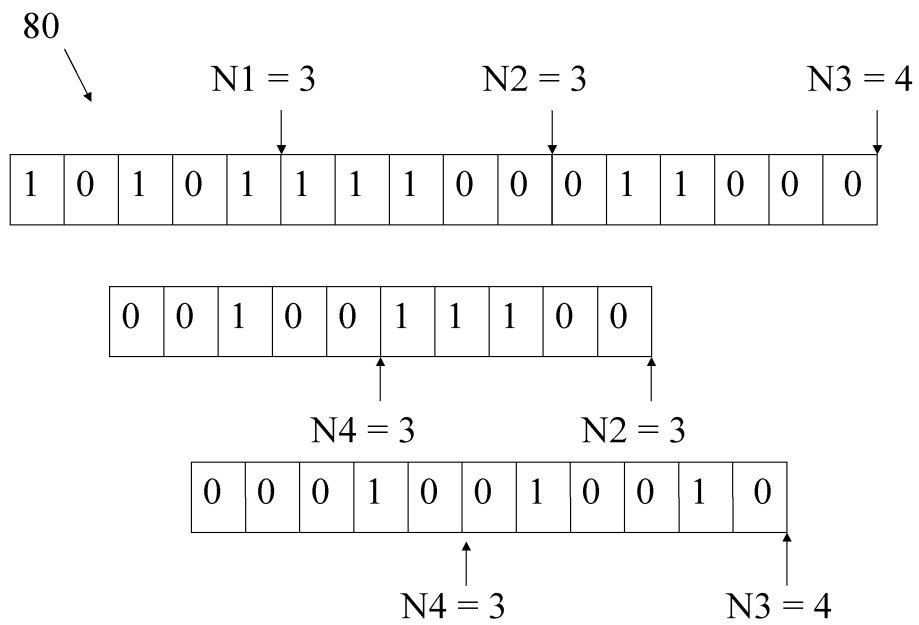 80
N1 = 3 N2 = 3 N3 = 4
1 0 1 0 1 1 1 1 0 0 0 1 1 0 0 0
0 0 1 0 0 1 1 1 0 0
N4 = 3 N2 = 3
0 0 0 1 0 0 1 0 0 1 0
N4 = 3 N3 = 4